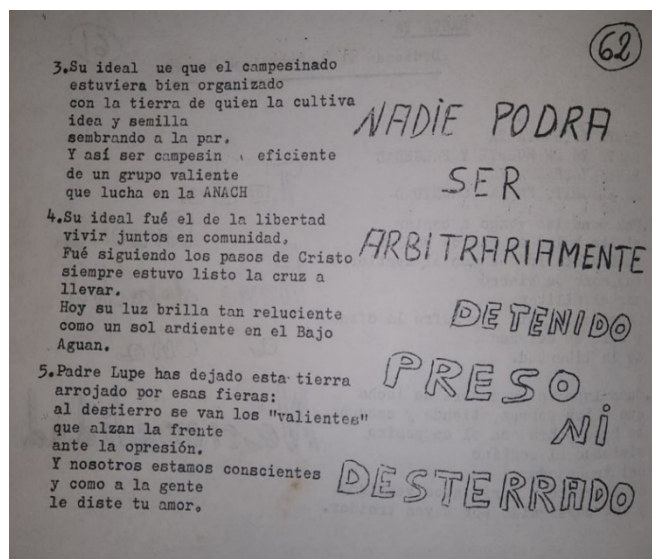 62
3.Su ideal ue que el campesinado
estuviera bien organizado
con la tierra de quien la cultiva
idea y semilla
sembrando a la par.
Y así ser campesin eficiente
de un grupo valiente
que lucha en la ANACH
4.Su ideal fué el de la libertad
vivir juntos en comunidad,
Fué siguiendo los pasos de Cristo
siempre estuvo listo la cruz a
llevar.
Hoy su luz brilla tan reluciente
como un sol ardiente en el Bajo
Aguan.
5.Padre Lupe has dejado esta tierra
arrojado por esas fieras:
al destierro se van los "valientes"
que alzan la frente
ante la opresión.
Y nosotros estamos conscientes
y como a la gente
le diste tu amor.
NADiE PODRA
SER
ARBITRARIAMENTE
DETENIDO
PRESO
Ni
DESTERRADO